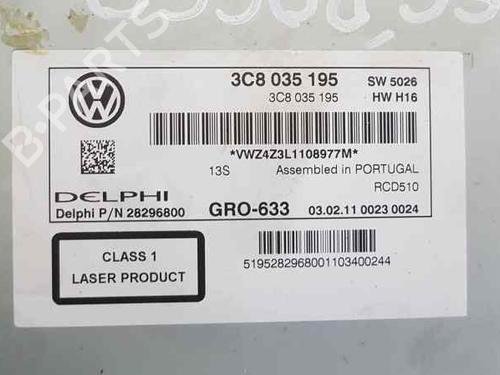 3C8 035 195 SW 5026
3C8 035 195 HW H16
*VWZ4Z3L1108977M*
13S Assembled in PORTUGAL
RCD510
DELPHI
Delphi P/N 28296800 GRO-633 03.02.11 0023 0024
CLASS 1
LASER PRODUCT
5195282968001103400244
B-PARTS